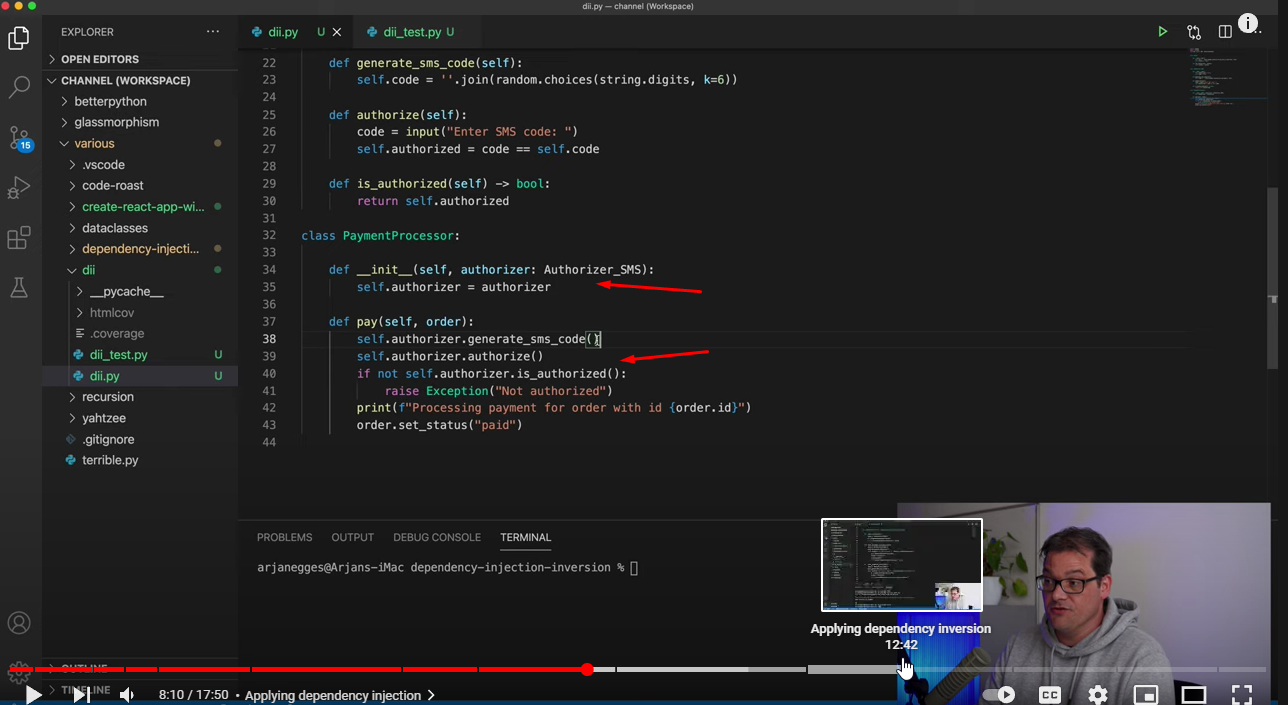 dii.py — channel (Workspace)
EXPLORER
OPEN EDITORS
CHANNEL (WORKSPACE)
betterpython
glassmorphism
various
.vscode
code-roast
create-react-app-wi...
dataclasses
dependency-injecti...
dii
__pycache__
htmlcov
.coverage
dii_test.py U
dii.py U
recursion
yahtzee
.gitignore
terrible.py
OUTLINE
TIMELINE
15
dii.py U
dii_test.py U
22 def generate_sms_code(self):
23 self.code = ''.join(random.choices(string.digits, k=6))
24
25 def authorize(self):
26 code = input("Enter SMS code: ")
27 self.authorized = code == self.code
28
29 def is_authorized(self) -> bool:
30 return self.authorized
31
32 class PaymentProcessor:
33
34 def __init__(self, authorizer: Authorizer_SMS):
35 self.authorizer = authorizer
36
37 def pay(self, order):
38 self.authorizer.generate_sms_code()
39 self.authorizer.authorize()
40 if not self.authorizer.is_authorized():
41 raise Exception("Not authorized")
42 print(f"Processing payment for order with id {order.id}")
43 order.set_status("paid")
44
PROBLEMS OUTPUT DEBUG CONSOLE TERMINAL
arjanegges@Arjans-iMac dependency-injection-inversion %
Applying dependency inversion
12:42
8:10 / 17:50 • Applying dependency injection
CC